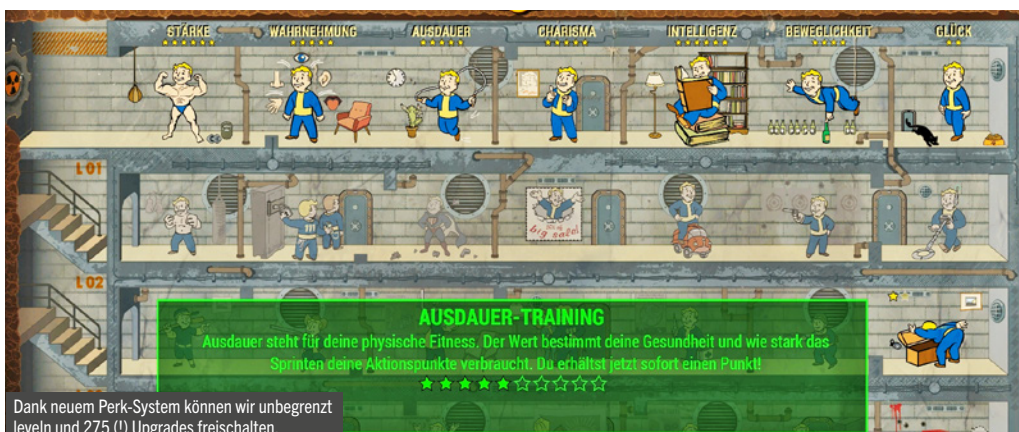 STÄRKE WAHRNEHMUNG AUSDAUER CHARISMA INTELLIGENZ BEWEGLICHKEIT GLÜCK
L 01
big sale!
L 02
AUSDAUER-TRAINING
Ausdauer steht für deine physische Fitness. Der Wert bestimmt deine Gesundheit und wie stark das
Sprinten deine Aktionspunkte verbraucht. Du erhältst jetzt sofort einen Punkt!
Dank neuem Perk-System können wir unbegrenzt
leveln und 275 (!) Upgrades freischalten